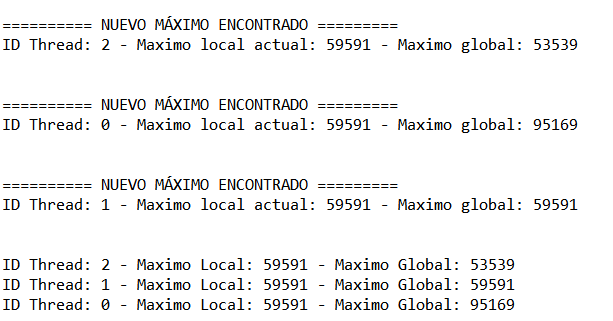 ========== NUEVO MÁXIMO ENCONTRADO =========
ID Thread: 2 - Maximo local actual: 59591 - Maximo global: 53539
========== NUEVO MÁXIMO ENCONTRADO =========
ID Thread: 0 - Maximo local actual: 59591 - Maximo global: 95169
========== NUEVO MÁXIMO ENCONTRADO =========
ID Thread: 1 - Maximo local actual: 59591 - Maximo global: 59591
ID Thread: 2 - Maximo Local: 59591 - Maximo Global: 53539
ID Thread: 1 - Maximo Local: 59591 - Maximo Global: 59591
ID Thread: 0 - Maximo Local: 59591 - Maximo Global: 95169